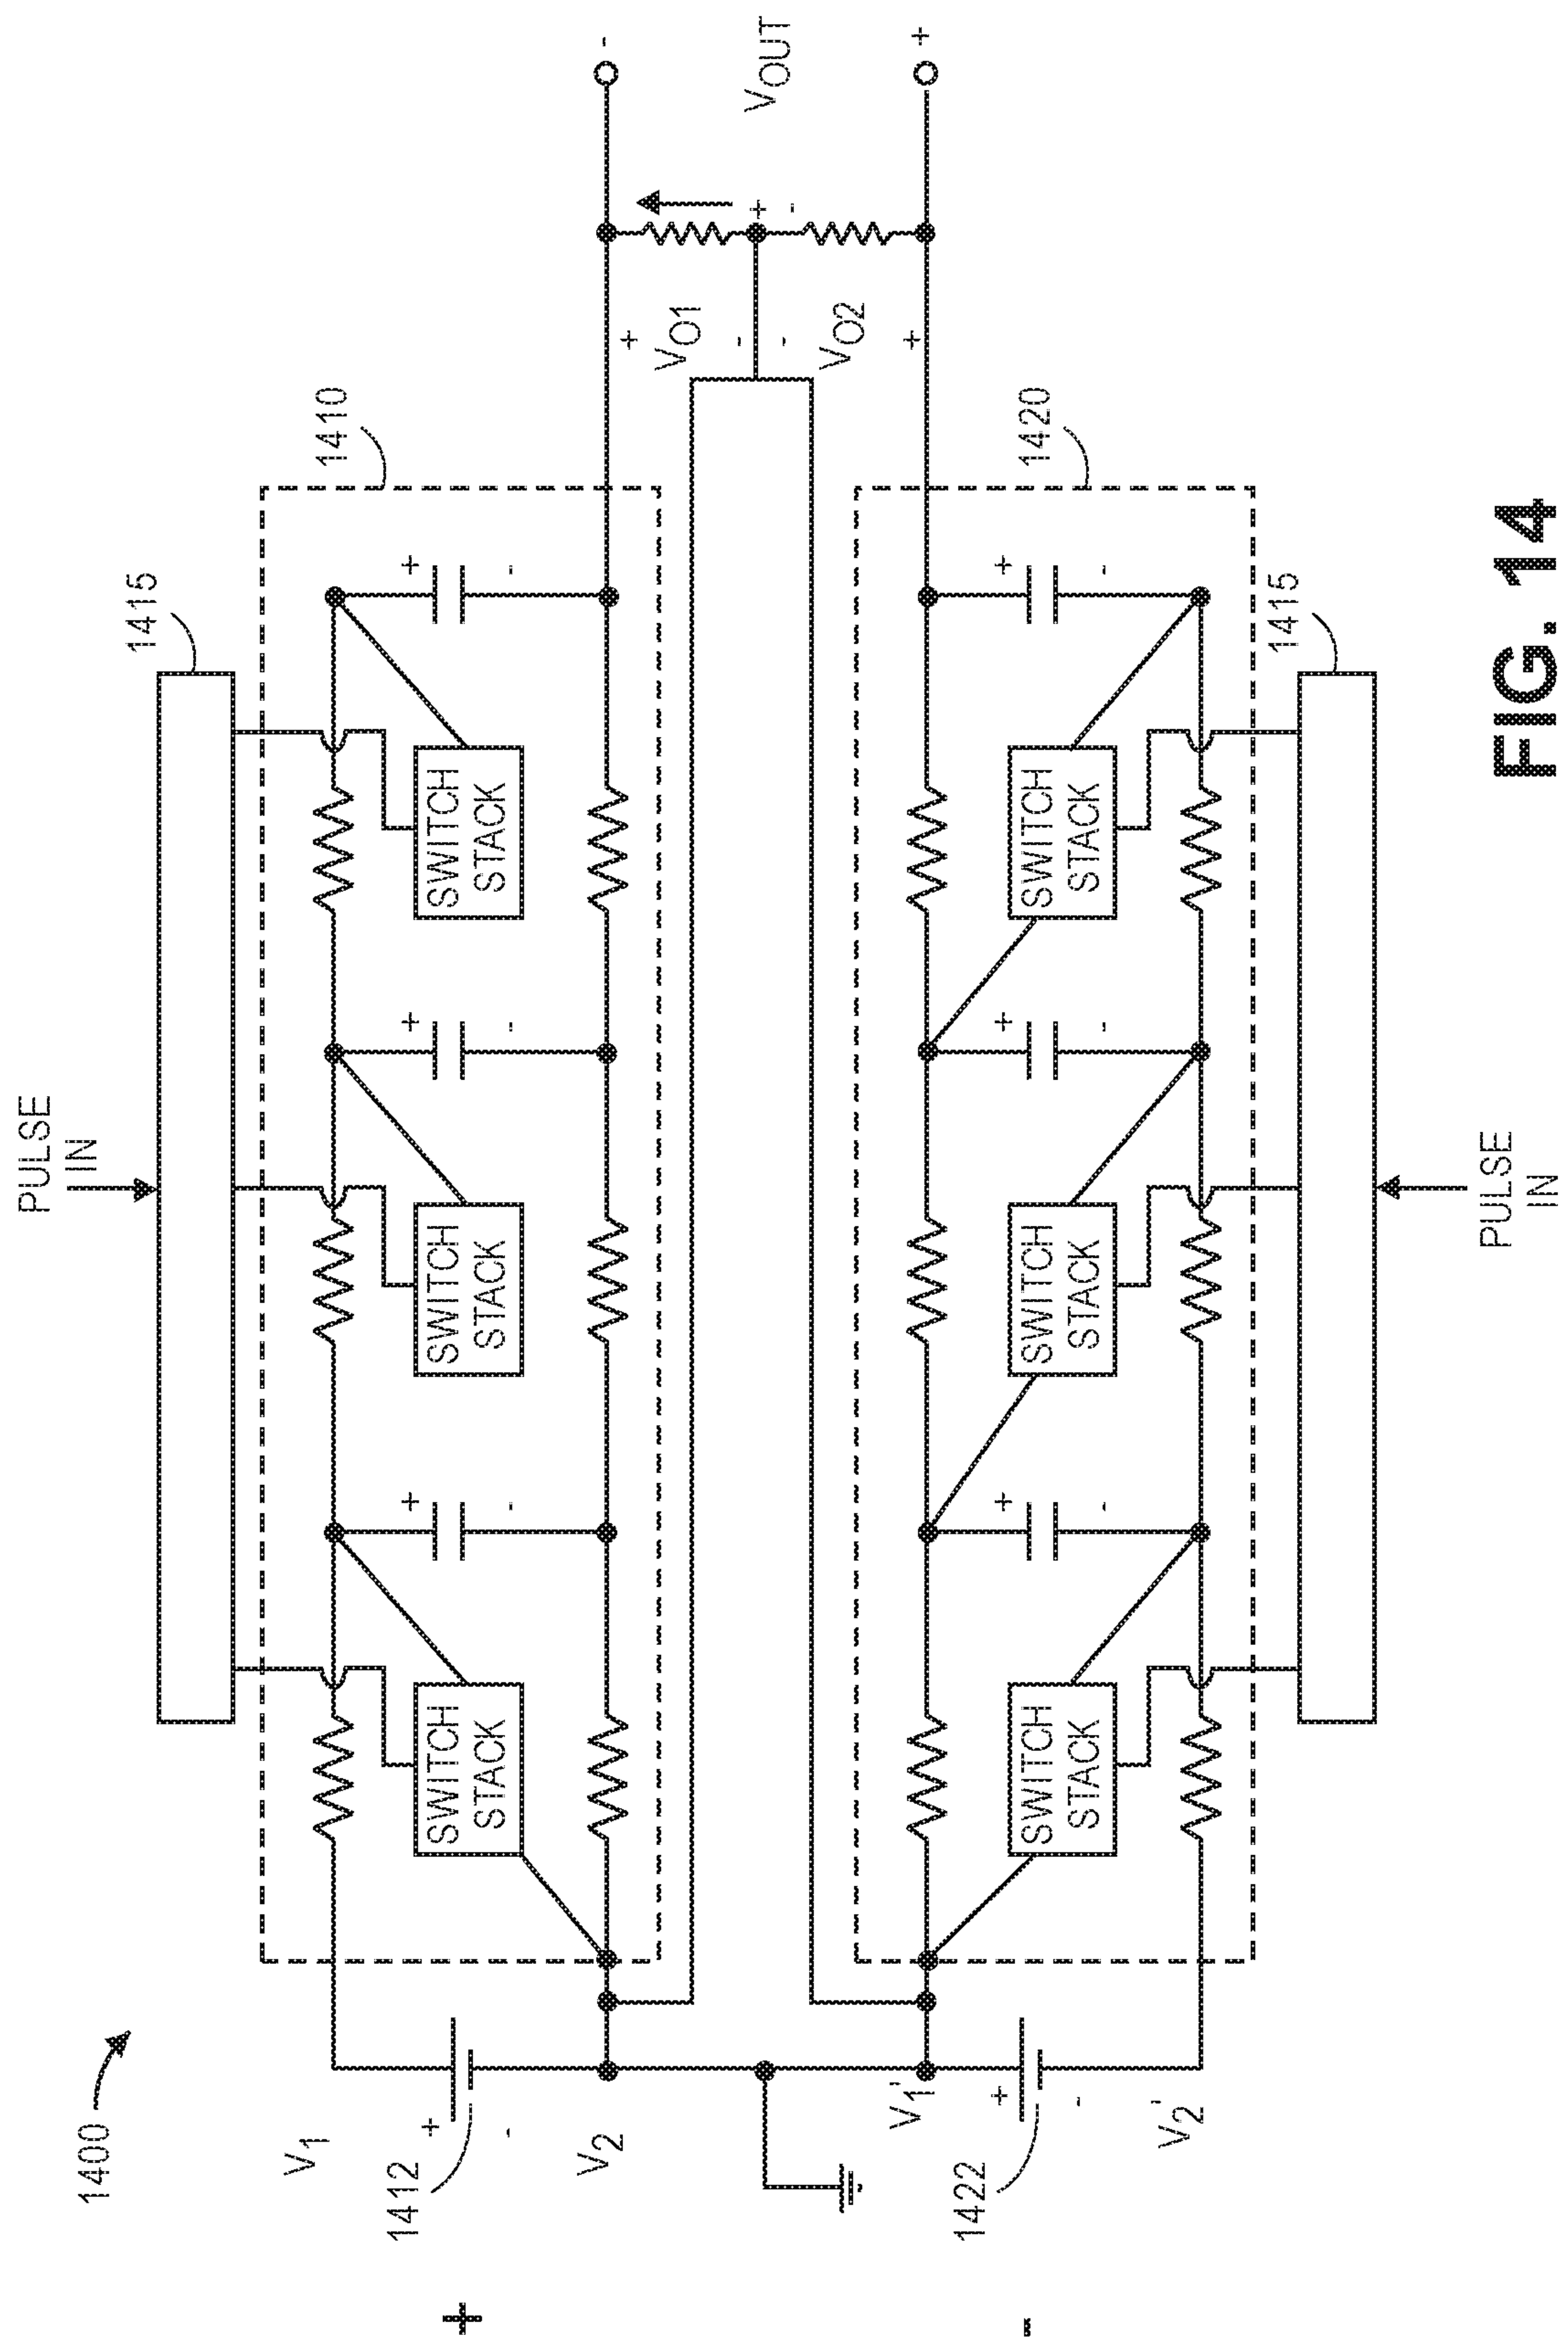 1400
PULSE
IN
1415
1410
V1
+
-
1412
V2
SWITCH
STACK
+
-
SWITCH
STACK
+
-
SWITCH
STACK
+
-
+
VO1
-
-
VO2
+
+
-
-
VOUT
+
+
-
1420
V1'
+
-
1422
V2'
SWITCH
STACK
+
-
SWITCH
STACK
+
-
SWITCH
STACK
+
-
1415
PULSE
IN
FIG. 14